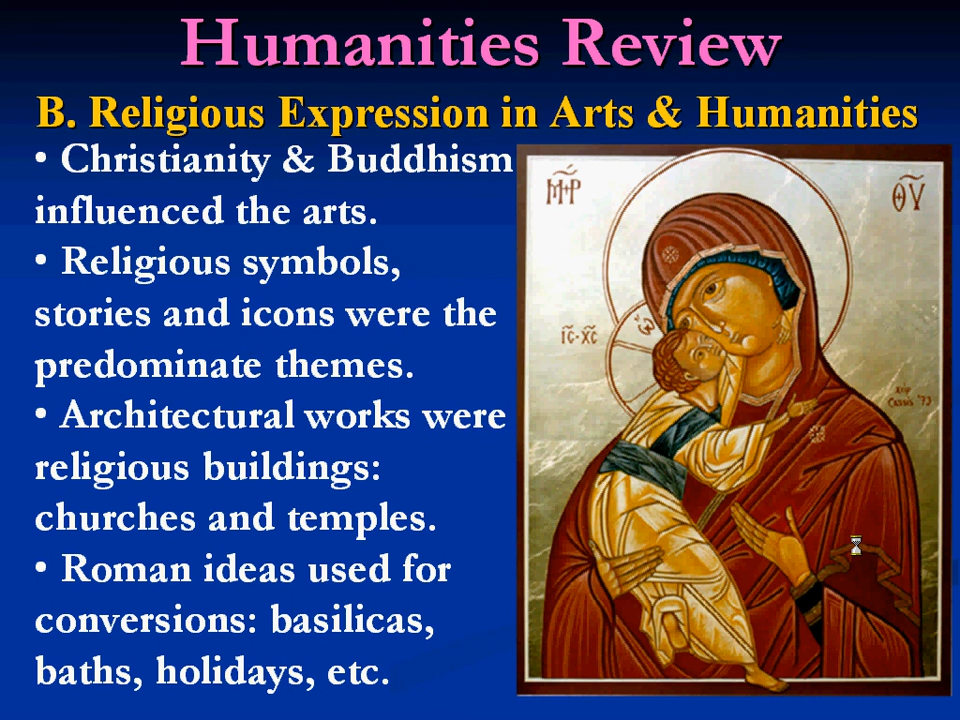 Humanities Review
B. Religious Expression in Arts & Humanities
• Christianity & Buddhism
influenced the arts.
• Religious symbols,
stories and icons were the
predominate themes.
• Architectural works were
religious buildings:
churches and temples.
• Roman ideas used for
conversions: basilicas,
baths, holidays, etc.
ΘΥ
ΙC·ΧC